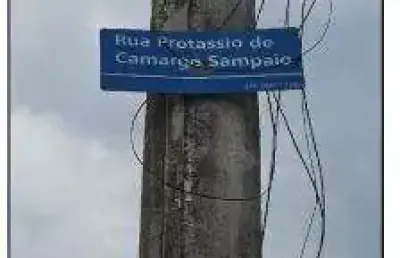 Rua Protassio de
Camargo Sampaio